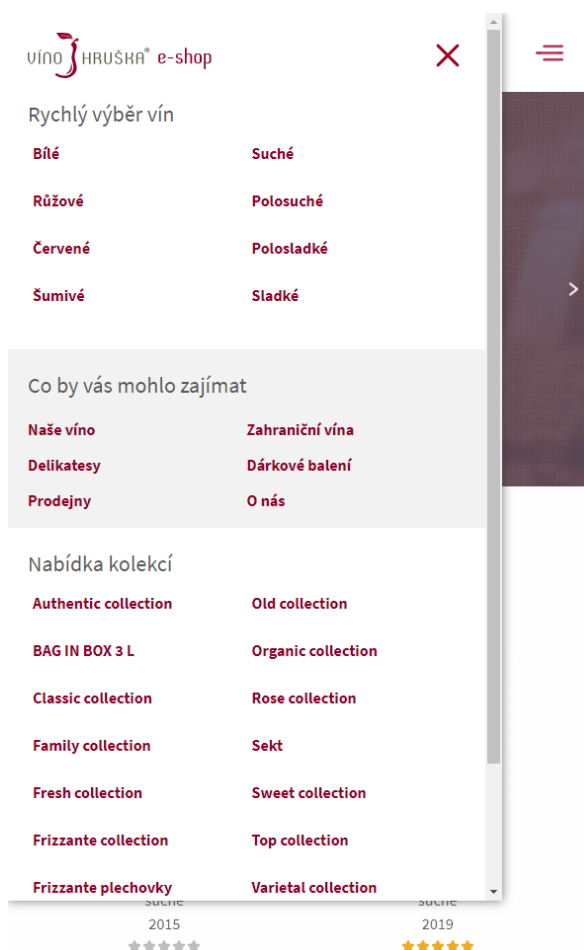 víno HRUŠKA® e-shop
Rychlý výběr vín
Bílé Suché
Růžové Polosuché
Červené Polosladké
Šumivé Sladké
Co by vás mohlo zajímat
Naše víno Zahraniční vína
Delikatesy Dárkové balení
Prodejny O nás
Nabídka kolekcí
Authentic collection Old collection
BAG IN BOX 3 L Organic collection
Classic collection Rose collection
Family collection Sekt
Fresh collection Sweet collection
Frizzante collection Top collection
Frizzante plechovky Varietal collection
suché suché
2015 2019